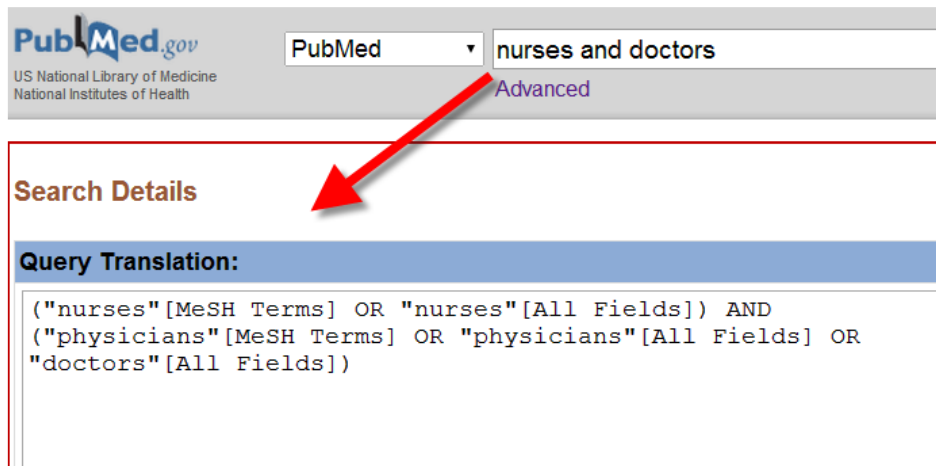 PubMed.gov
US National Library of Medicine
National Institutes of Health
PubMed
nurses and doctors
Advanced
Search Details
Query Translation:
("nurses"[MeSH Terms] OR "nurses"[All Fields]) AND
("physicians"[MeSH Terms] OR "physicians"[All Fields] OR
"doctors"[All Fields])